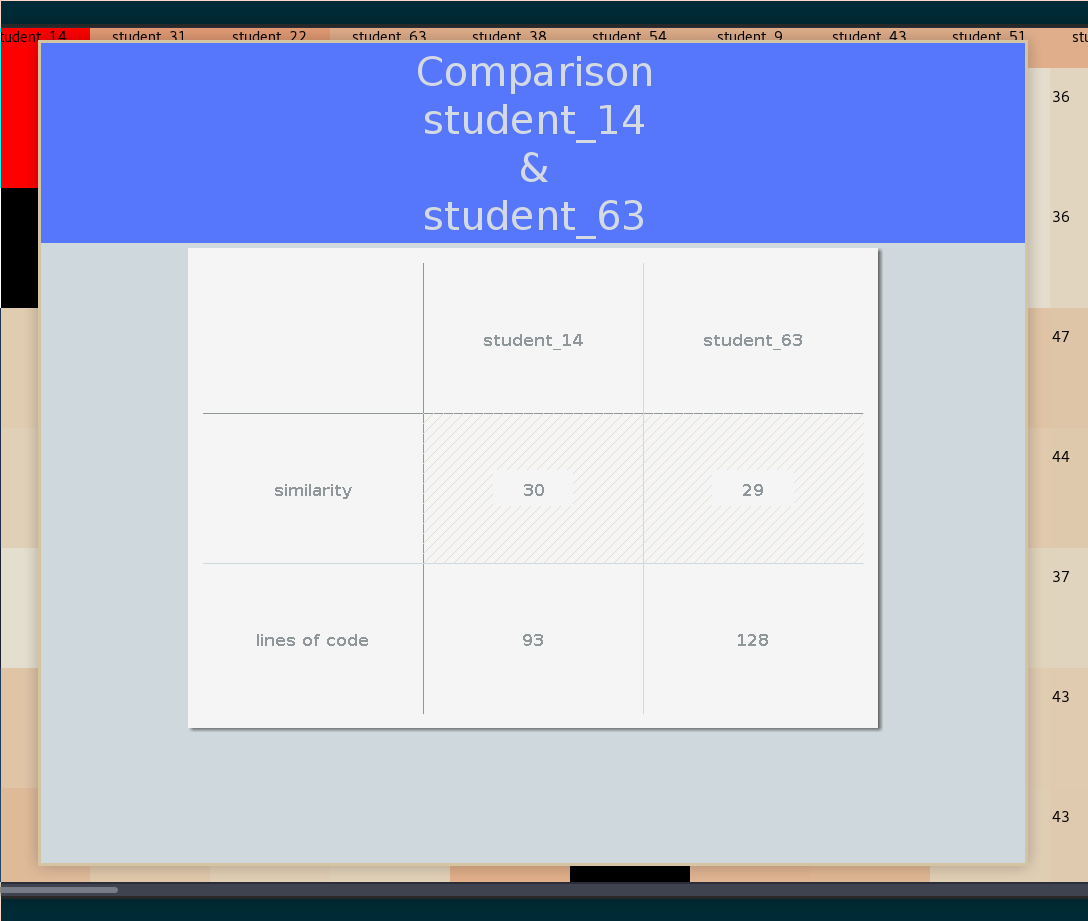 student_14 student_31 student_22 student_63 student_38 student_54 student_9 student_43 student_51
Comparison
student_14
&
student_63
student_14 student_63
similarity 30 29
lines of code 93 128
36
36
47
44
37
43
43